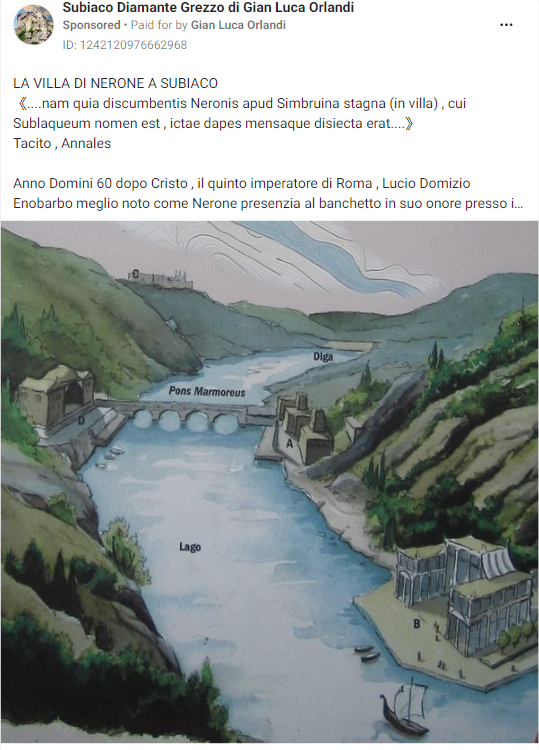 Subiaco Diamante Grezzo di Gian Luca Orlandi
Sponsored • Paid for by Gian Luca Orlandi
ID: 1242120976662968
LA VILLA DI NERONE A SUBIACO
《....nam quia discumbentis Neronis apud Simbruina stagna (in villa) , cui
Sublaqueum nomen est , ictae dapes mensaque disiecta erat....》
Tacito , Annales
Anno Domini 60 dopo Cristo , il quinto imperatore di Roma , Lucio Domizio
Enobarbo meglio noto come Nerone presenzia al banchetto in suo onore presso i...
C
Diga
Pons Marmoreus
D
A
Lago
B